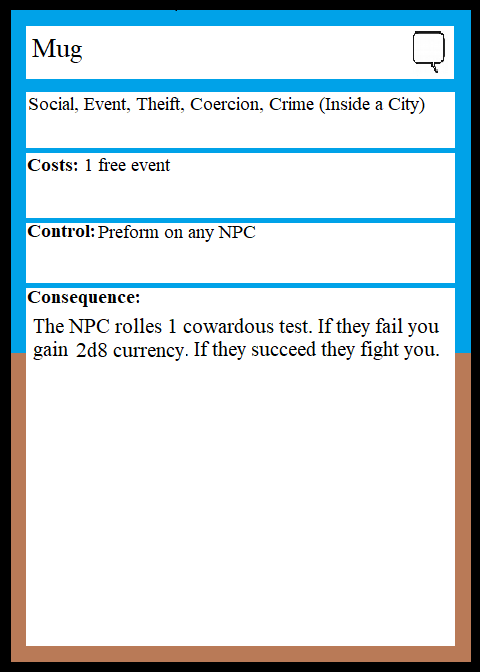 Mug
Social, Event, Theift, Coercion, Crime (Inside a City)
Costs: 1 free event
Control: Preform on any NPC
Consequence:
The NPC rolles 1 cowardous test. If they fail you
gain 2d8 currency. If they succeed they fight you.